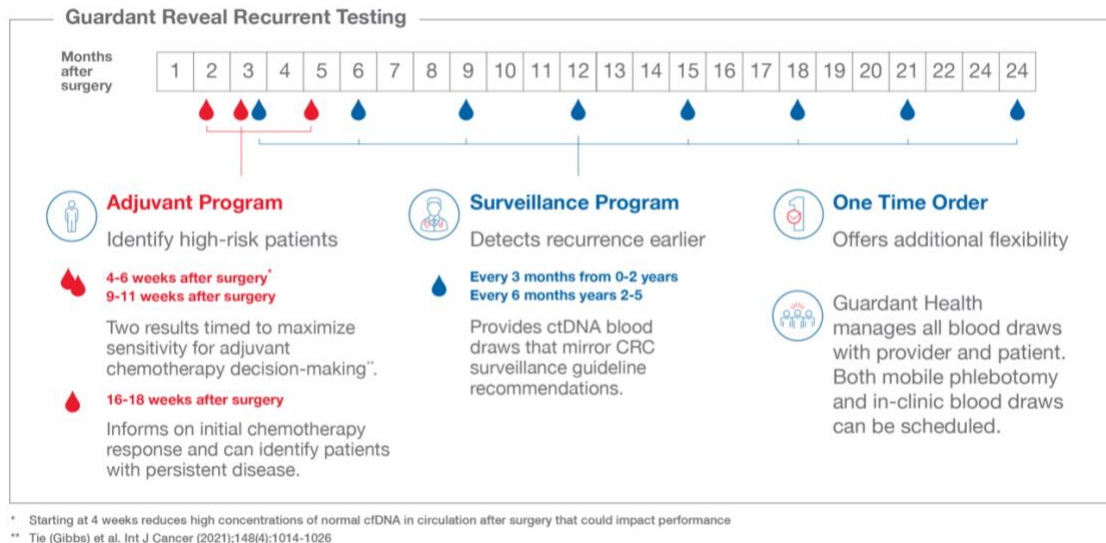 Guardant Reveal Recurrent Testing
Months
after
surgery
1 2 3 4 5 6 7 8 9 10 11 12 13 14 15 16 17 18 19 20 21 22 24 24
Adjuvant Program
Identify high-risk patients
4-6 weeks after surgery*
9-11 weeks after surgery
Two results timed to maximize
sensitivity for adjuvant
chemotherapy decision-making**.
16-18 weeks after surgery
Informs on initial chemotherapy
response and can identify patients
with persistent disease.
Surveillance Program
Detects recurrence earlier
Every 3 months from 0-2 years
Every 6 months years 2-5
Provides ctDNA blood
draws that mirror CRC
surveillance guideline
recommendations.
1
One Time Order
Offers additional flexibility
Guardant Health
manages all blood draws
with provider and patient.
Both mobile phlebotomy
and in-clinic blood draws
can be scheduled.
* Starting at 4 weeks reduces high concentrations of normal cfDNA in circulation after surgery that could impact performance
** Tie (Gibbs) et al. Int J Cancer (2021);148(4):1014-1026